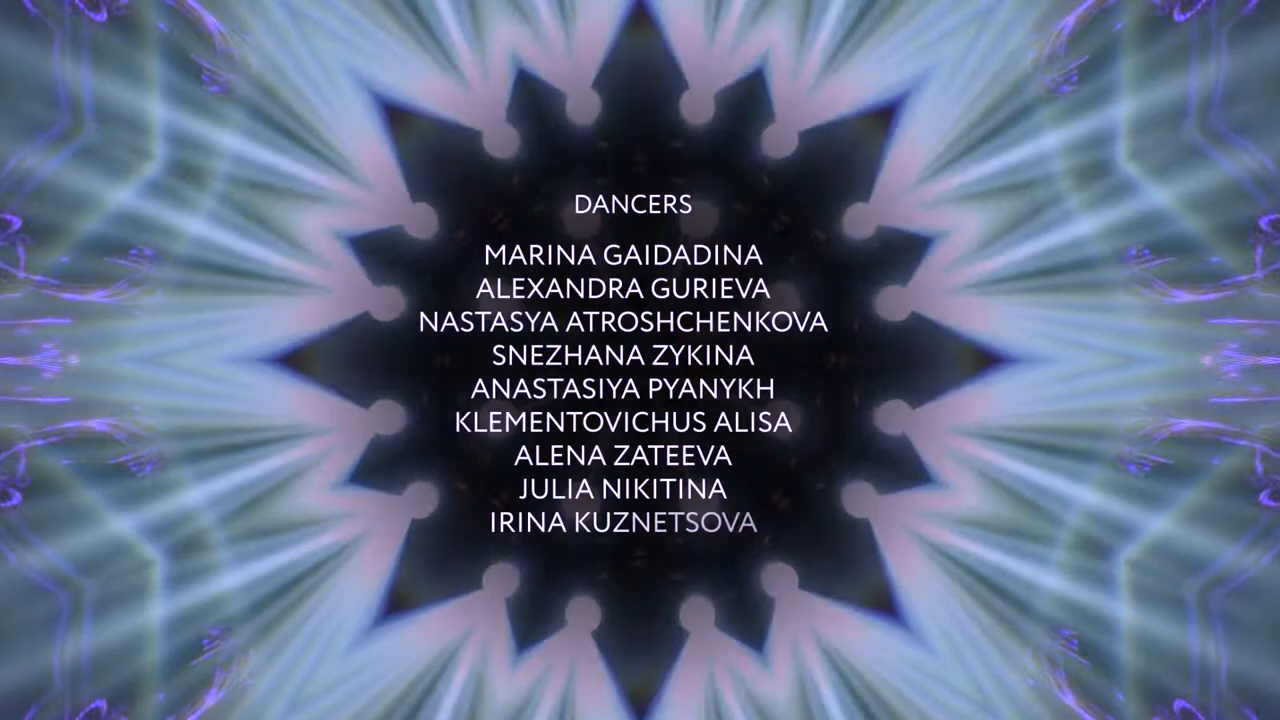 DANCERS
MARINA GAIDADINA
ALEXANDRA GURIEVA
NASTASYA ATROSHCHENKOVA
SNEZHANA ZYKINA
ANASTASIYA PYANYKH
KLEMENTOVICHUS ALISA
ALENA ZATEEVA
JULIA NIKITINA
IRINA KUZNETSOVA